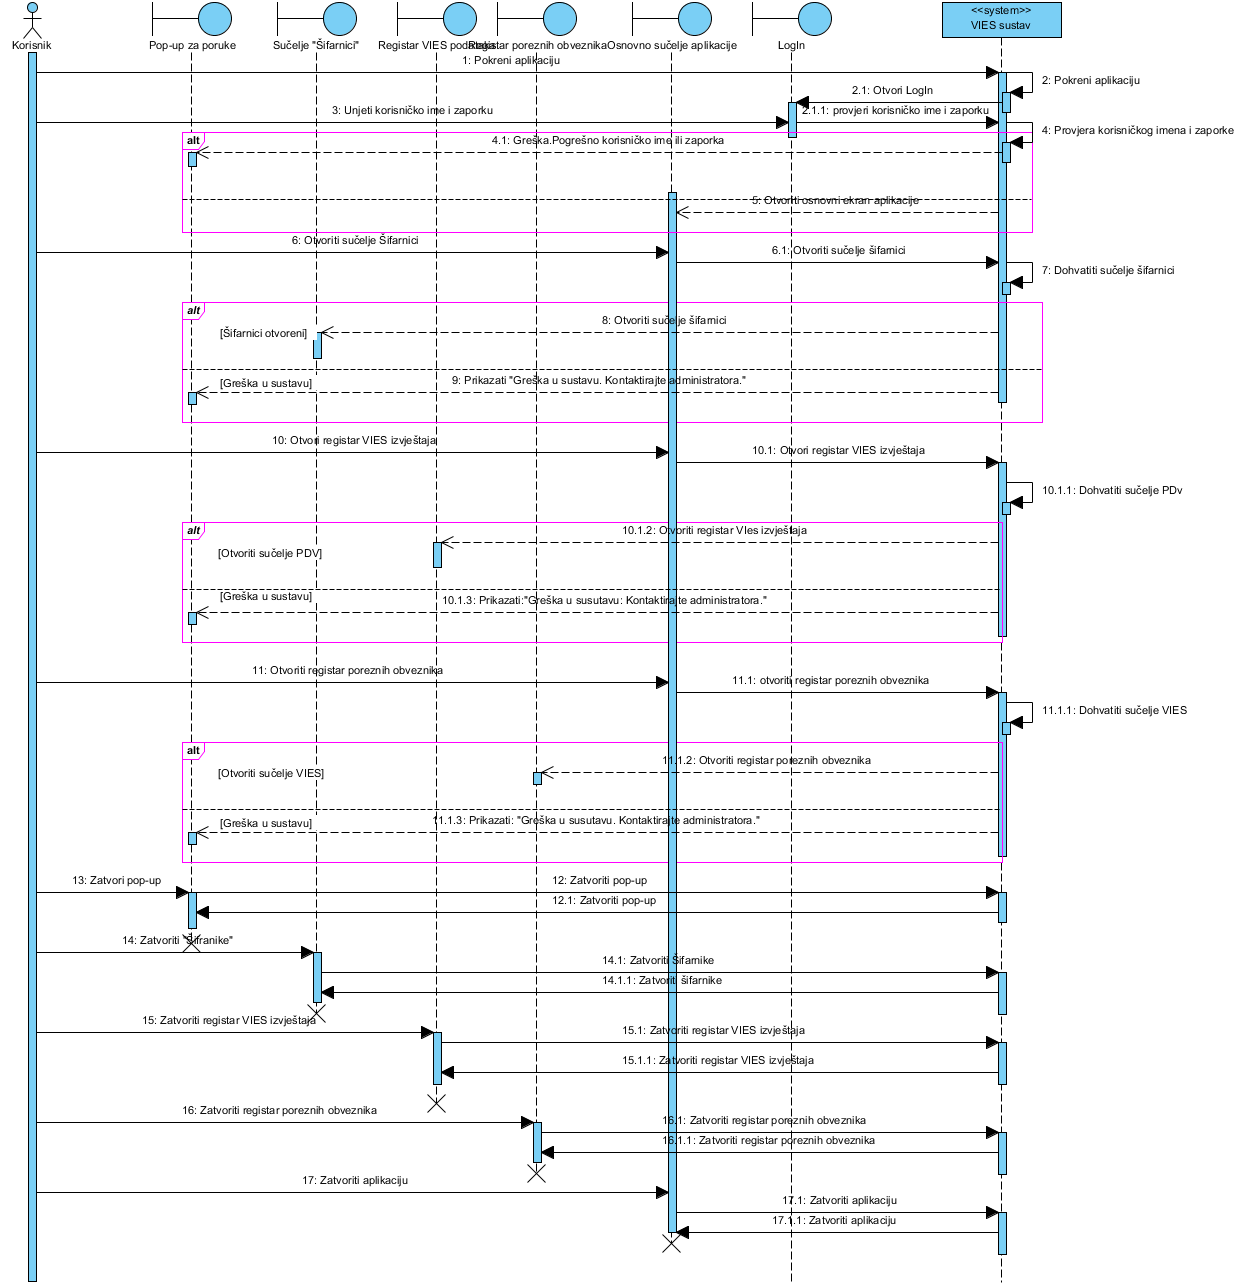 <<system>>
VIES sustav
Korisnik
Pop-up za poruke
Sučelje "Šifarnici"
Registar VIES podataka
Registar poreznih obveznika
Osnovno sučelje aplikacije
LogIn
1: Pokreni aplikaciju
2: Pokreni aplikaciju
2.1: Otvori LogIn
3: Unjeti korisničko ime i zaporku
2.1.1: provjeri korisničko ime i zaporku
4: Provjera korisničkog imena i zaporke
alt
4.1: Greška.Pogrešno korisničko ime ili zaporka
5: Otvoriti osnovni ekran aplikacije
6: Otvoriti sučelje Šifarnici
6.1: Otvoriti sučelje šifarnici
7: Dohvatiti sučelje šifarnici
alt
8: Otvoriti sučelje šifarnici
[Šifarnici otvoreni]
9: Prikazati "Greška u sustavu. Kontaktirajte administratora."
[Greška u sustavu]
10: Otvori registar VIES izvještaja
10.1: Otvori registar VIES izvještaja
10.1.1: Dohvatiti sučelje PDv
alt
10.1.2: Otvoriti registar VIes izvještaja
[Otvoriti sučelje PDV]
[Greška u sustavu]
10.1.3: Prikazati:"Greška u susutavu: Kontaktirajte administratora."
11: Otvoriti registar poreznih obveznika
11.1: otvoriti registar poreznih obveznika
11.1.1: Dohvatiti sučelje VIES
alt
11.1.2: Otvoriti registar poreznih obveznika
[Otvoriti sučelje VIES]
[Greška u sustavu]
11.1.3: Prikazati: "Greška u susutavu. Kontaktirajte administratora."
13: Zatvori pop-up
12: Zatvoriti pop-up
12.1: Zatvoriti pop-up
14: Zatvoriti "Šifranike"
14.1: Zatvoriti Šifarnike
14.1.1: Zatvoriti šifarnike
15: Zatvoriti registar VIES izvještaja
15.1: Zatvoriti registar VIES izvještaja
15.1.1: Zatvoriti registar VIES izvještaja
16: Zatvoriti registar poreznih obveznika
16.1: Zatvoriti registar poreznih obveznika
16.1.1: Zatvoriti registar poreznih obveznika
17: Zatvoriti aplikaciju
17.1: Zatvoriti aplikaciju
17.1.1: Zatvoriti aplikaciju